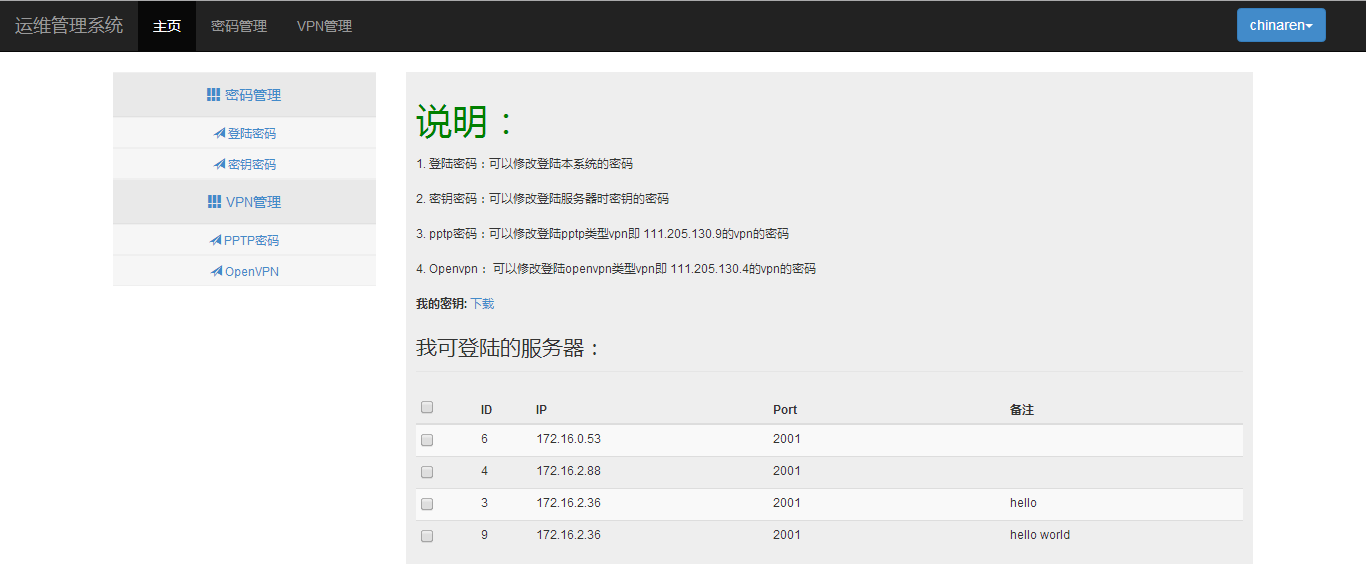 运维管理系统 主页 密码管理 VPN管理 chinaren
密码管理
登陆密码
密钥密码
VPN管理
PPTP密码
OpenVPN
说明：
1. 登陆密码：可以修改登陆本系统的密码
2. 密钥密码：可以修改登陆服务器时密钥的密码
3. pptp密码：可以修改登陆pptp类型vpn即 111.205.130.9的vpn的密码
4. Openvpn： 可以修改登陆openvpn类型vpn即 111.205.130.4的vpn的密码
我的密钥: 下载
我可登陆的服务器：
ID IP Port 备注
6 172.16.0.53 2001
4 172.16.2.88 2001
3 172.16.2.36 2001 hello
9 172.16.2.36 2001 hello world